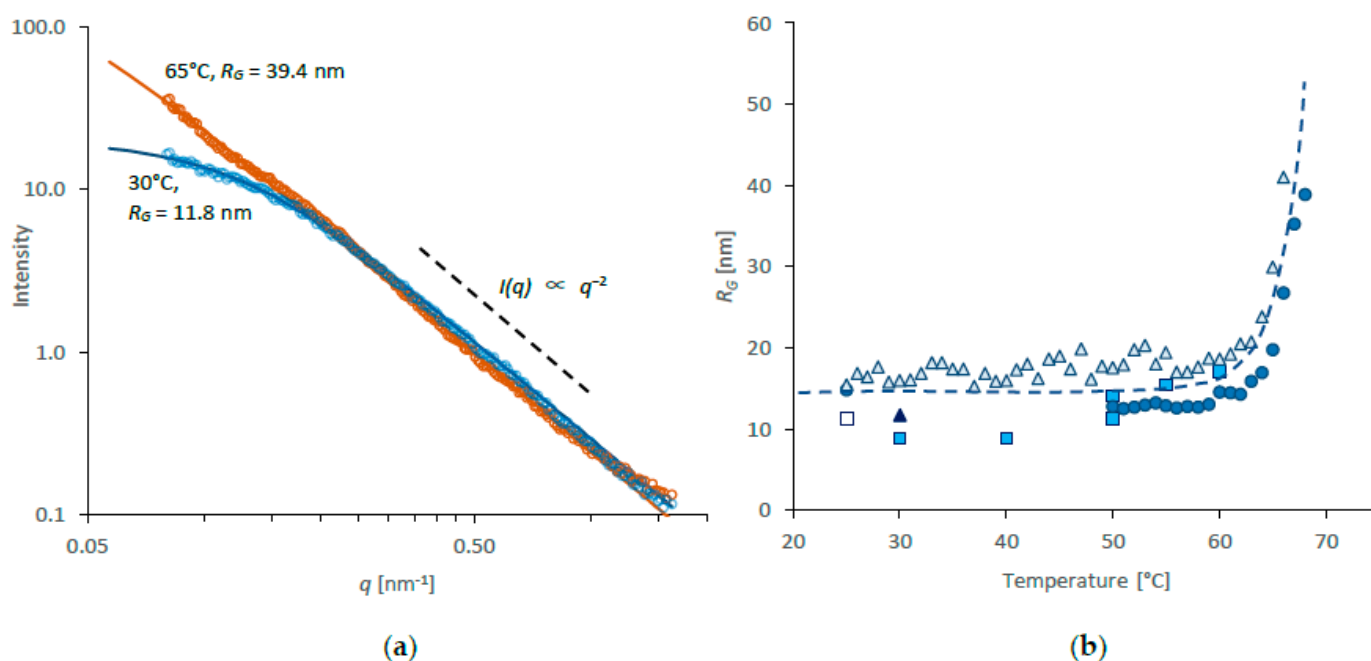 100.0
10.0
1.0
0.1
Intensity
65°C, RG = 39.4 nm
30°C,
RG = 11.8 nm
I(q) ∝ q⁻²
0.05
0.50
q [nm⁻¹]
(a)
60
50
40
30
20
10
0
RG [nm]
20
30
40
50
60
70
Temperature [°C]
(b)